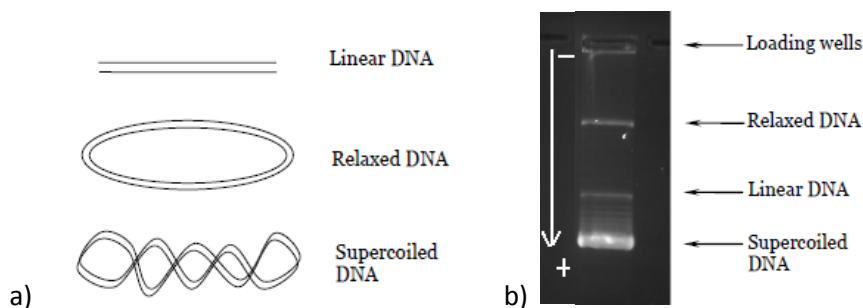 Linear DNA
Relaxed DNA
Supercoiled
DNA
a)
b)
−
+
Loading wells
Relaxed DNA
Linear DNA
Supercoiled
DNA